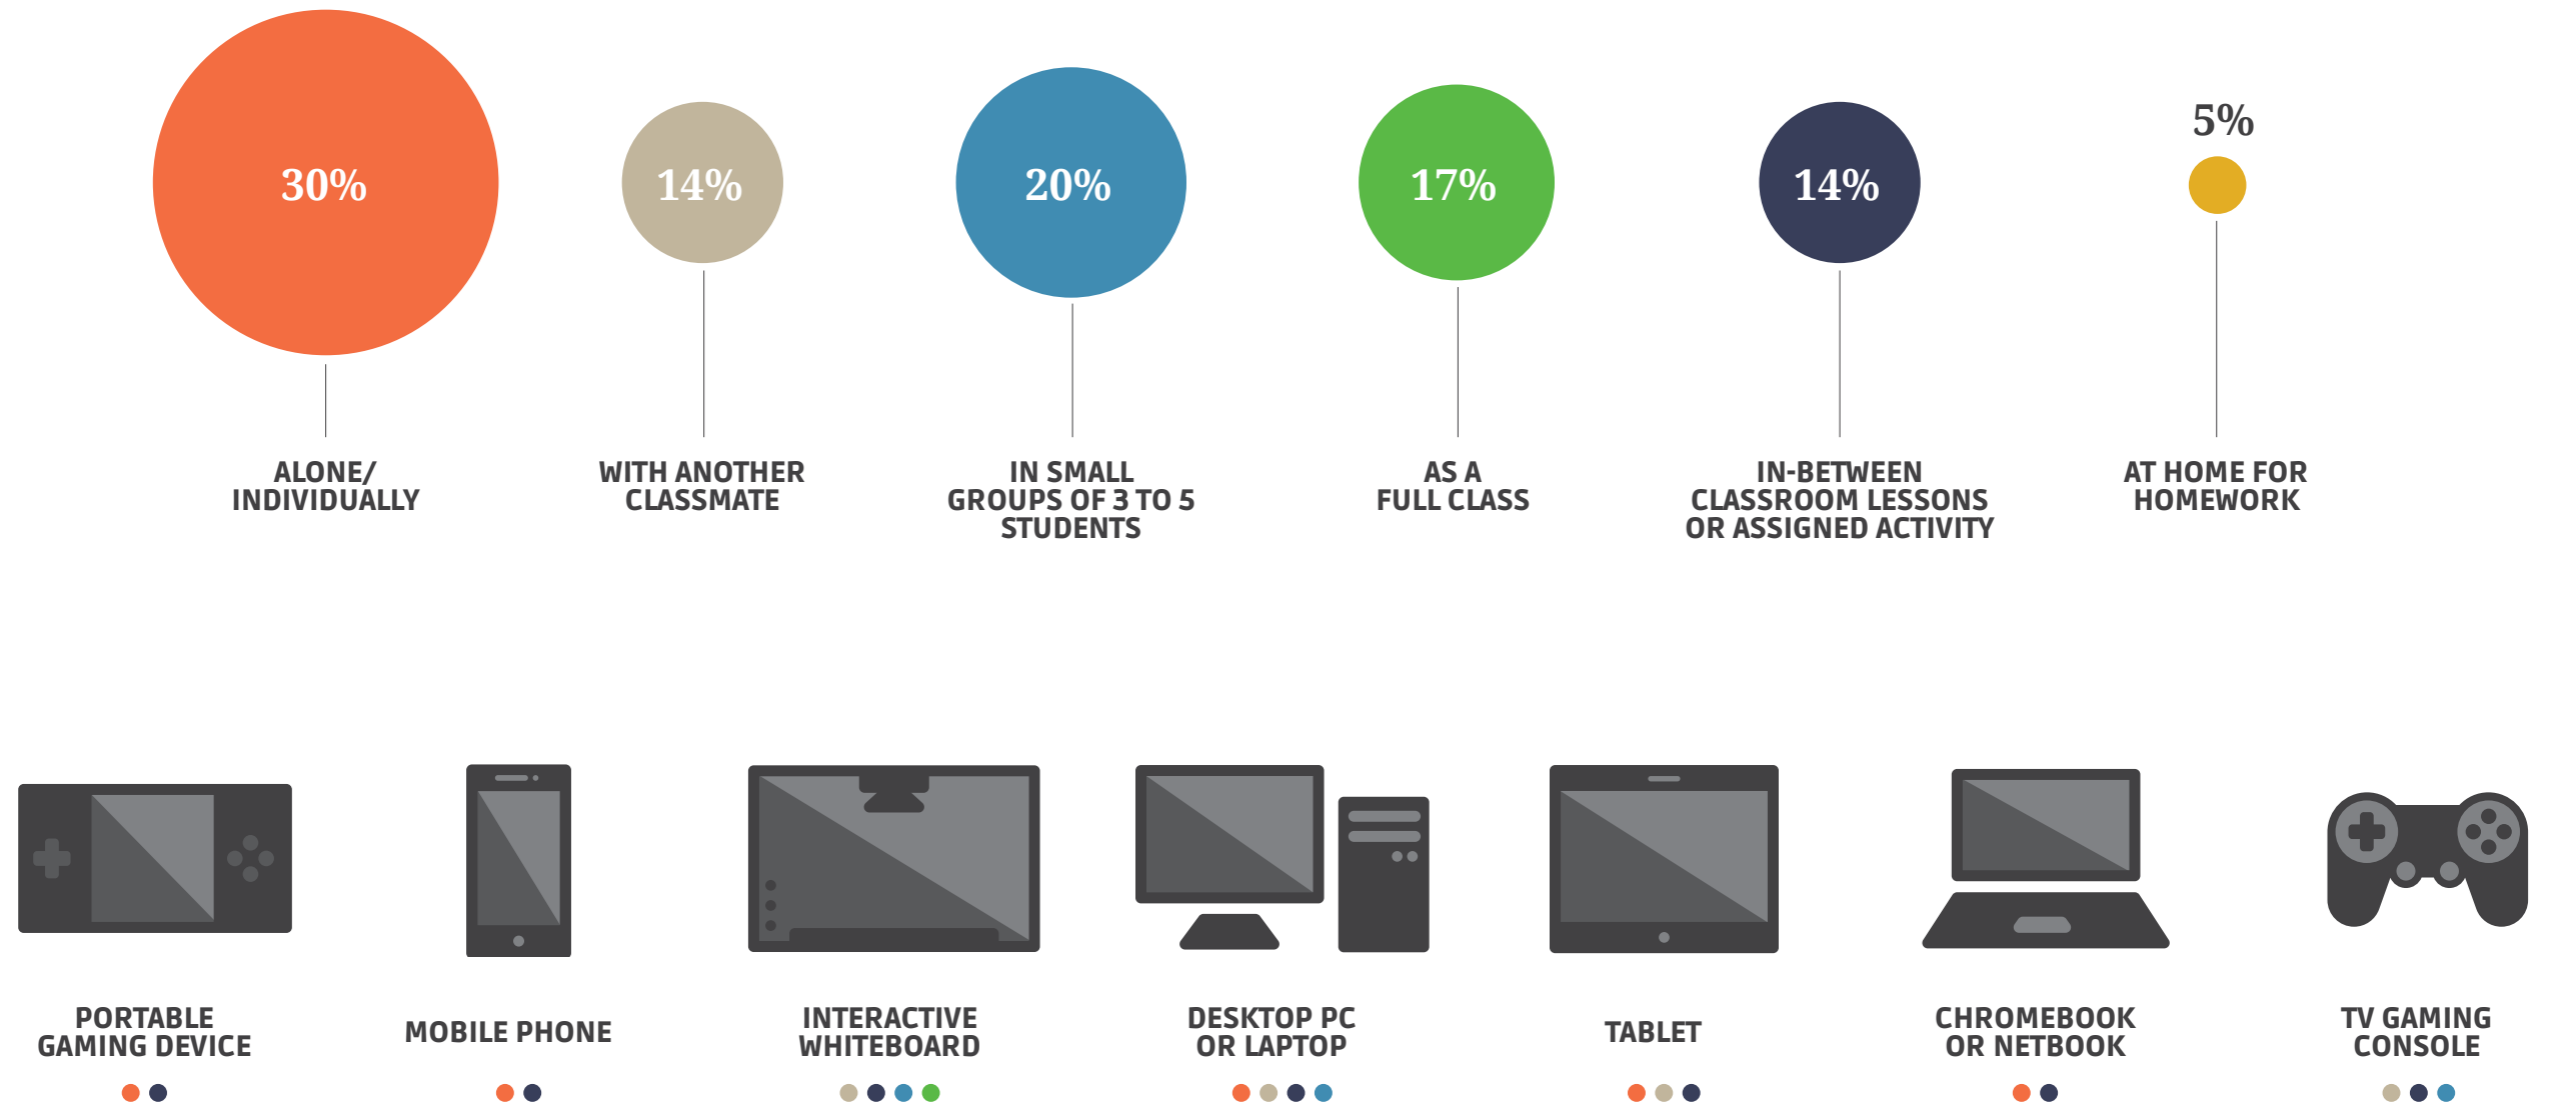 30%
14%
20%
17%
14%
5%
ALONE/
INDIVIDUALLY
WITH ANOTHER
CLASSMATE
IN SMALL
GROUPS OF 3 TO 5
STUDENTS
AS A
FULL CLASS
IN-BETWEEN
CLASSROOM LESSONS
OR ASSIGNED ACTIVITY
AT HOME FOR
HOMEWORK
PORTABLE
GAMING DEVICE
MOBILE PHONE
INTERACTIVE
WHITEBOARD
DESKTOP PC
OR LAPTOP
TABLET
CHROMEBOOK
OR NETBOOK
TV GAMING
CONSOLE